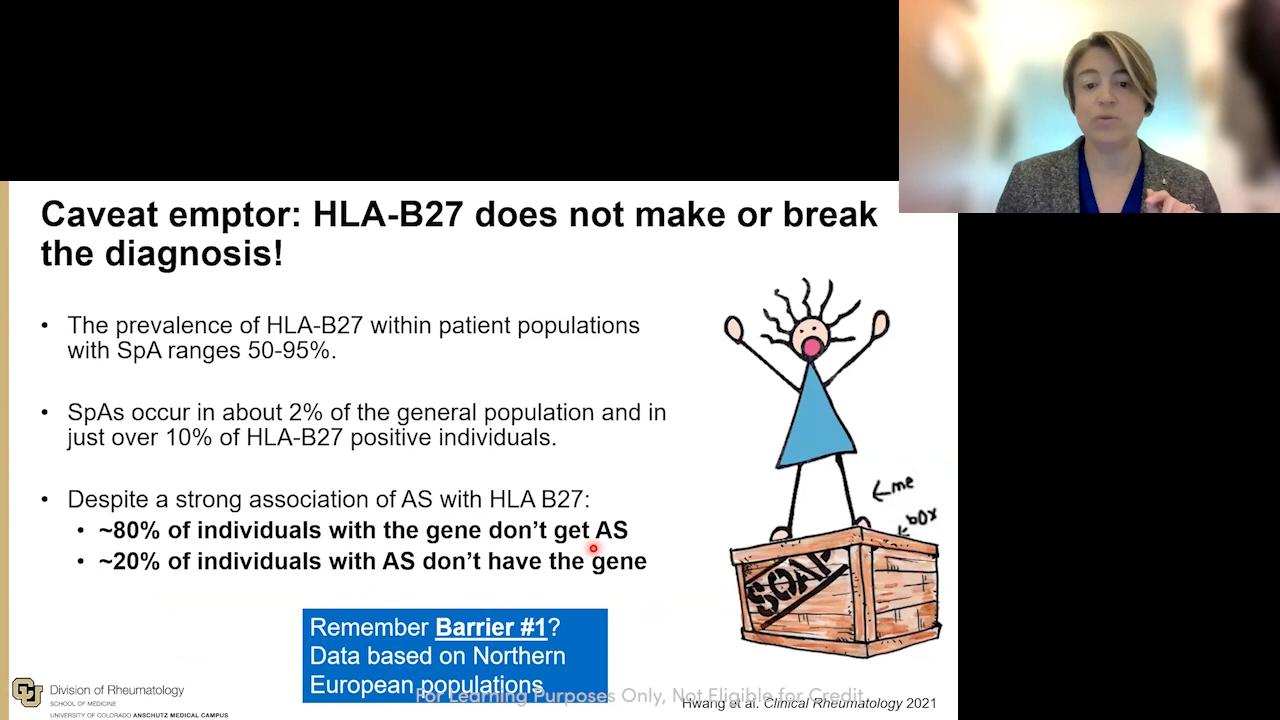 Caveat emptor: HLA-B27 does not make or break
the diagnosis!
• The prevalence of HLA-B27 within patient populations
with SpA ranges 50-95%.
• SpAs occur in about 2% of the general population and in
just over 10% of HLA-B27 positive individuals.
• Despite a strong association of AS with HLA B27:
• ~80% of individuals with the gene don't get AS
• ~20% of individuals with AS don't have the gene
me
box
SOAP
Remember Barrier #1?
Data based on Northern
European populations
For Learning Purposes Only, Not Eligible for Credit
Hwang et al. Clinical Rheumatology 2021
CU
Division of Rheumatology
SCHOOL OF MEDICINE
UNIVERSITY OF COLORADO ANSCHUTZ MEDICAL CAMPUS